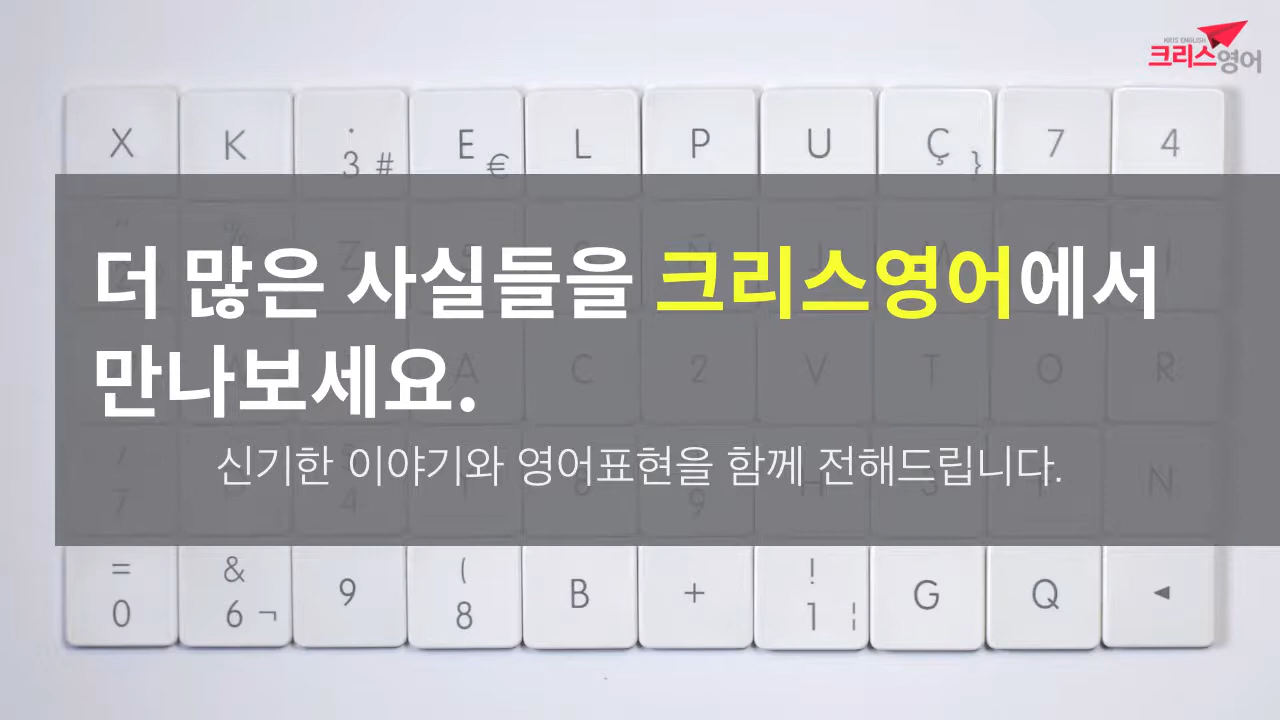 KRIS ENGLISH
크리스영어
X K . E L P U Ç 7 4
3 # € }
더 많은 사실들을 크리스영어에서
만나보세요.
신기한 이야기와 영어표현을 함께 전해드립니다.
= & 9 ( B + ! G Q ◄
0 6 ¬ 8 1 ¦